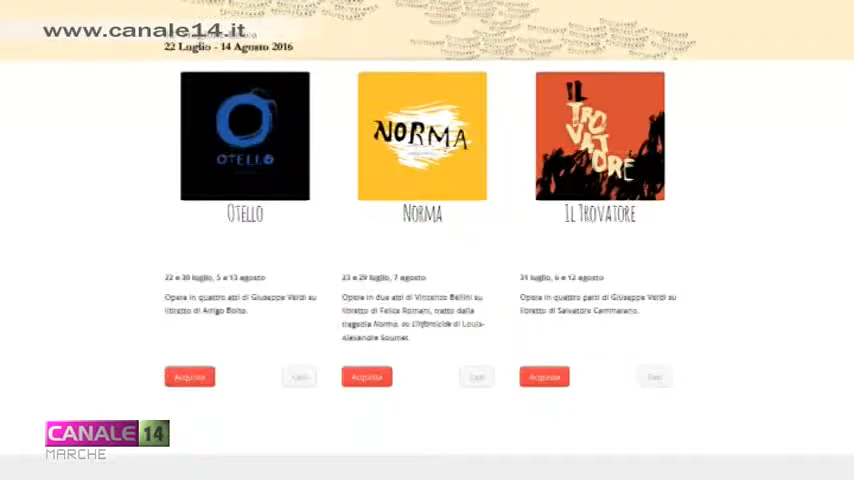 www.canale14.it
22 Luglio - 14 Agosto 2016
OTELLO
NORMA
IL TROVATORE
Otello
Norma
Il Trovatore
22 e 30 luglio, 5 e 13 agosto
23 e 29 luglio, 7 agosto
31 luglio, 6 e 12 agosto
Opera in quattro atti di Giuseppe Verdi su
libretto di Arrigo Boito.
Opera in due atti di Vincenzo Bellini su
libretto di Felice Romani, tratto dalla
tragedia Norma, ou L'infanticide di Louis-
Alexandre Soumet.
Opera in quattro parti di Giuseppe Verdi su
libretto di Salvatore Cammarano.
Acquista
Cast
Acquista
Cast
Acquista
Cast
CANALE 14
MARCHE